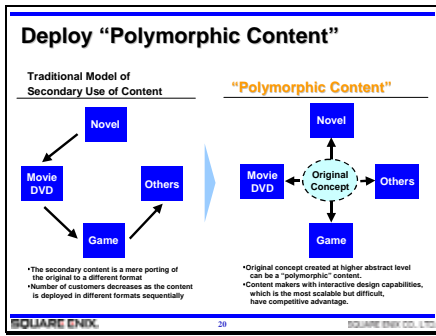 Deploy “Polymorphic Content”
Traditional Model of
Secondary Use of Content
Novel
Movie
DVD
Others
Game
•The secondary content is a mere porting of
the original to a different format
•Number of customers decreases as the content
is deployed in different formats sequentially
“Polymorphic Content”
Novel
Movie
DVD
Original
Concept
Others
Game
•Original concept created at higher abstract level
can be a “polymorphic” content.
•Content makers with interactive design capabilities,
which is the most scalable but difficult,
have competitive advantage.
SQUARE ENIX.
20
SQUARE ENIX CO., LTD